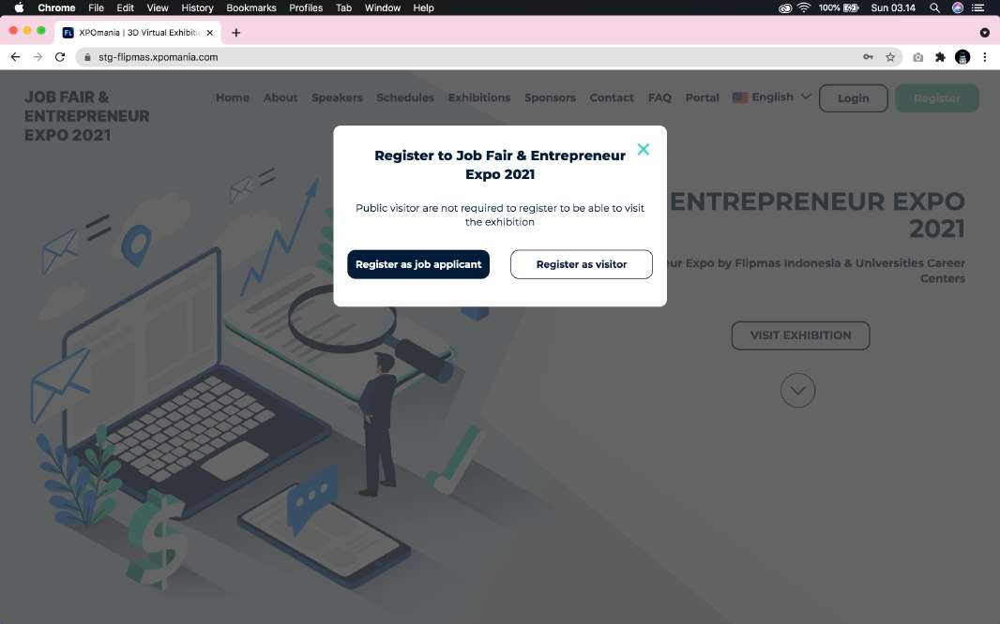 Chrome File Edit View History Bookmarks Profiles Tab Window Help 100% Sun 03.14
FL XPOmania | 3D Virtual Exhibiti
stg-flipmas.xpomania.com
JOB FAIR &
ENTREPRENEUR
EXPO 2021
Home About Speakers Schedules Exhibitions Sponsors Contact FAQ Portal English Login Register
Register to Job Fair & Entrepreneur
Expo 2021
Public visitor are not required to register to be able to visit
the exhibition
Register as job applicant Register as visitor
ENTREPRENEUR EXPO
2021
ur Expo by Flipmas Indonesia & Universities Career
Centers
VISIT EXHIBITION